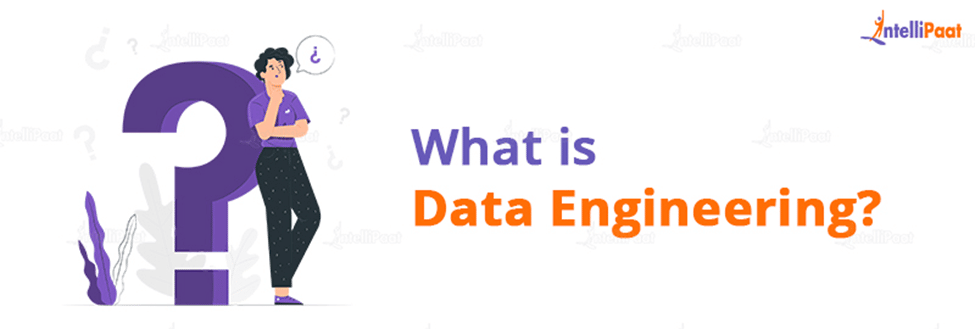 IntelliPaat
What is
Data Engineering?